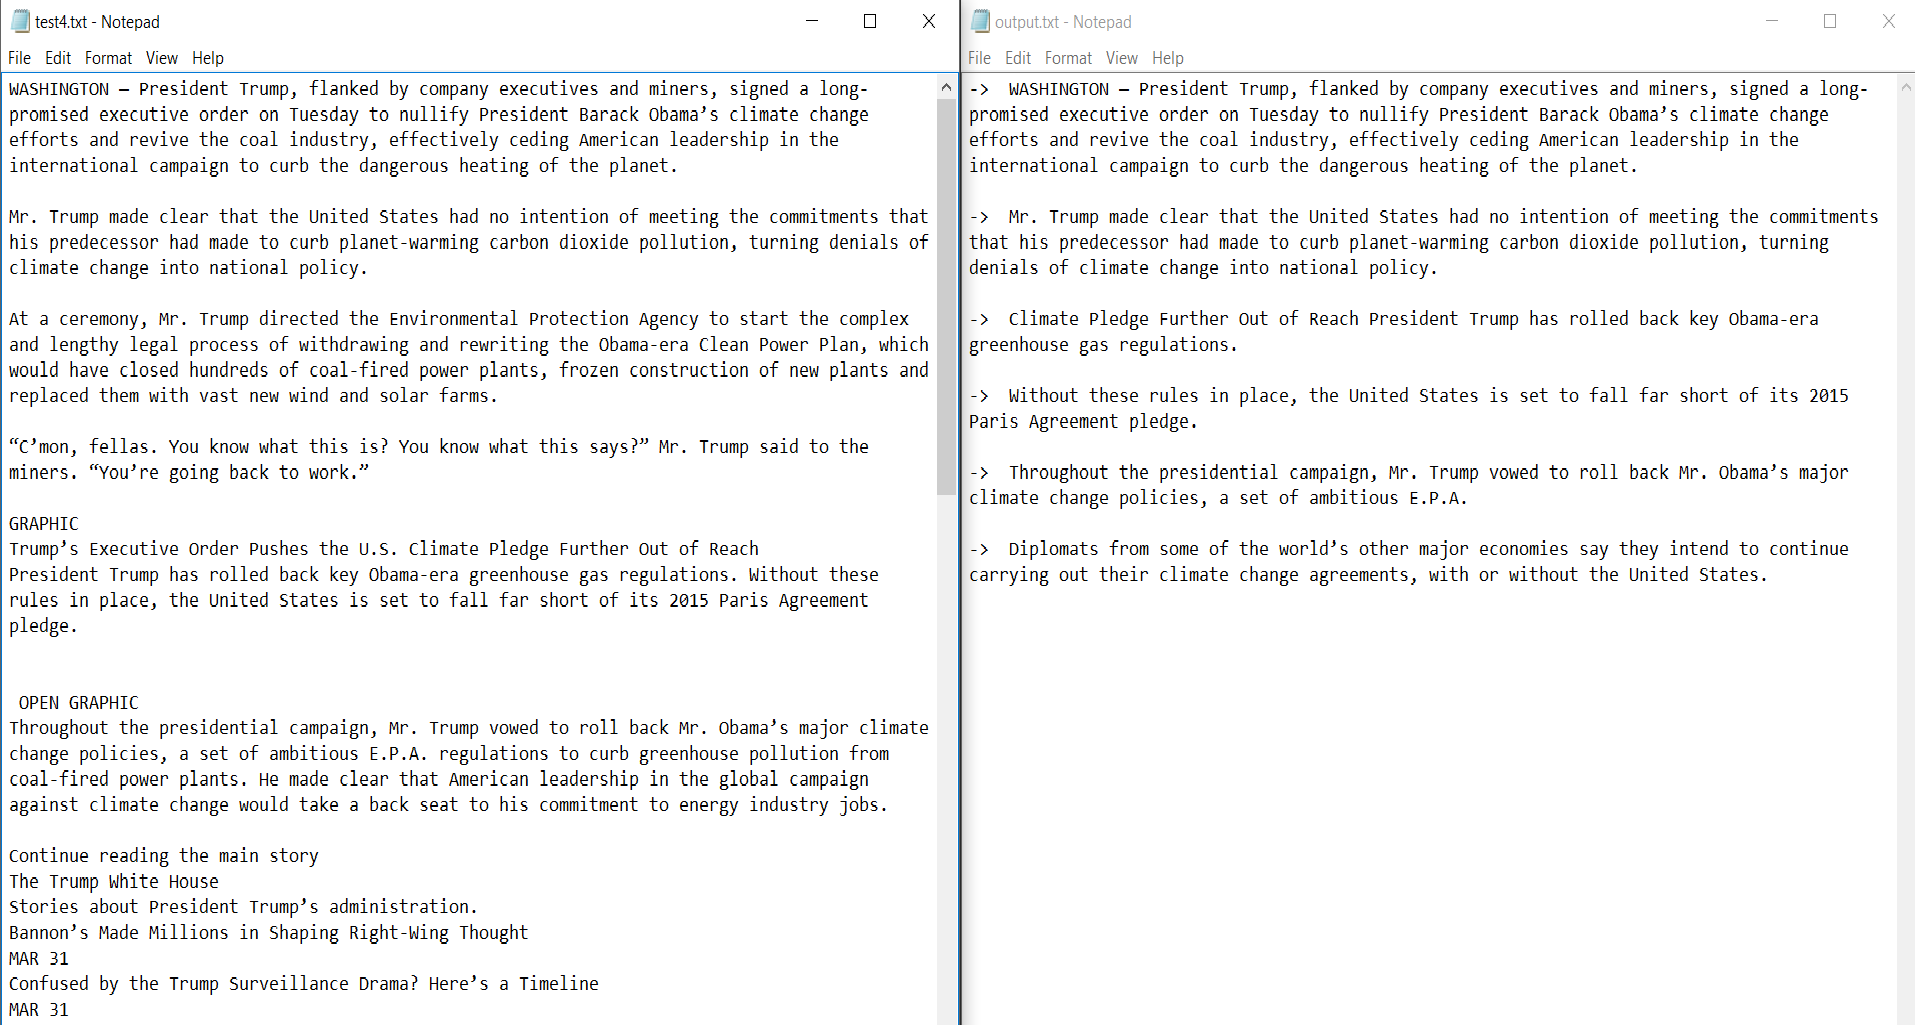 test4.txt - Notepad
File Edit Format View Help
WASHINGTON — President Trump, flanked by company executives and miners, signed a long-
promised executive order on Tuesday to nullify President Barack Obama’s climate change
efforts and revive the coal industry, effectively ceding American leadership in the
international campaign to curb the dangerous heating of the planet.
Mr. Trump made clear that the United States had no intention of meeting the commitments that
his predecessor had made to curb planet-warming carbon dioxide pollution, turning denials of
climate change into national policy.
At a ceremony, Mr. Trump directed the Environmental Protection Agency to start the complex
and lengthy legal process of withdrawing and rewriting the Obama-era Clean Power Plan, which
would have closed hundreds of coal-fired power plants, frozen construction of new plants and
replaced them with vast new wind and solar farms.
“C’mon, fellas. You know what this is? You know what this says?” Mr. Trump said to the
miners. “You’re going back to work.”
GRAPHIC
Trump’s Executive Order Pushes the U.S. Climate Pledge Further Out of Reach
President Trump has rolled back key Obama-era greenhouse gas regulations. Without these
rules in place, the United States is set to fall far short of its 2015 Paris Agreement
pledge.
OPEN GRAPHIC
Throughout the presidential campaign, Mr. Trump vowed to roll back Mr. Obama’s major climate
change policies, a set of ambitious E.P.A. regulations to curb greenhouse pollution from
coal-fired power plants. He made clear that American leadership in the global campaign
against climate change would take a back seat to his commitment to energy industry jobs.
Continue reading the main story
The Trump White House
Stories about President Trump’s administration.
Bannon’s Made Millions in Shaping Right-Wing Thought
MAR 31
Confused by the Trump Surveillance Drama? Here’s a Timeline
MAR 31
output.txt - Notepad
File Edit Format View Help
-> WASHINGTON — President Trump, flanked by company executives and miners, signed a long-
promised executive order on Tuesday to nullify President Barack Obama’s climate change
efforts and revive the coal industry, effectively ceding American leadership in the
international campaign to curb the dangerous heating of the planet.
-> Mr. Trump made clear that the United States had no intention of meeting the commitments
that his predecessor had made to curb planet-warming carbon dioxide pollution, turning
denials of climate change into national policy.
-> Climate Pledge Further Out of Reach President Trump has rolled back key Obama-era
greenhouse gas regulations.
-> Without these rules in place, the United States is set to fall far short of its 2015
Paris Agreement pledge.
-> Throughout the presidential campaign, Mr. Trump vowed to roll back Mr. Obama’s major
climate change policies, a set of ambitious E.P.A.
-> Diplomats from some of the world’s other major economies say they intend to continue
carrying out their climate change agreements, with or without the United States.